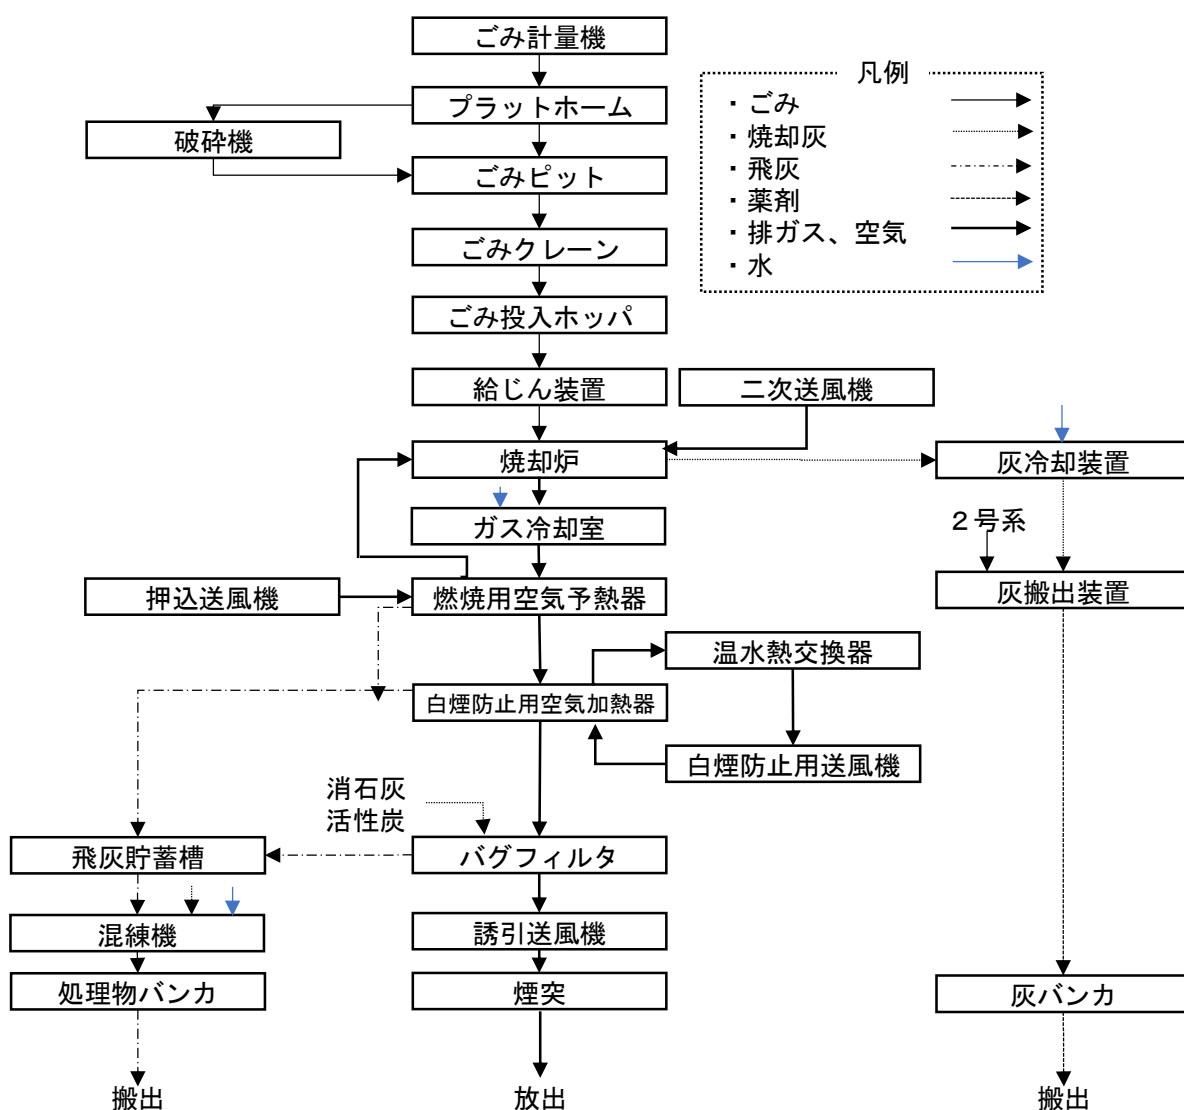 ごみ計量機
凡例
・ごみ
・焼却灰
・飛灰
・薬剤
・排ガス、空気
・水
プラットホーム
破砕機
ごみピット
ごみクレーン
ごみ投入ホッパ
給じん装置
二次送風機
焼却炉
灰冷却装置
ガス冷却室
２号系
押込送風機
燃焼用空気予熱器
灰搬出装置
温水熱交換器
白煙防止用空気加熱器
白煙防止用送風機
消石灰
活性炭
飛灰貯蓄槽
バグフィルタ
混練機
誘引送風機
処理物バンカ
煙突
灰バンカ
搬出
放出
搬出